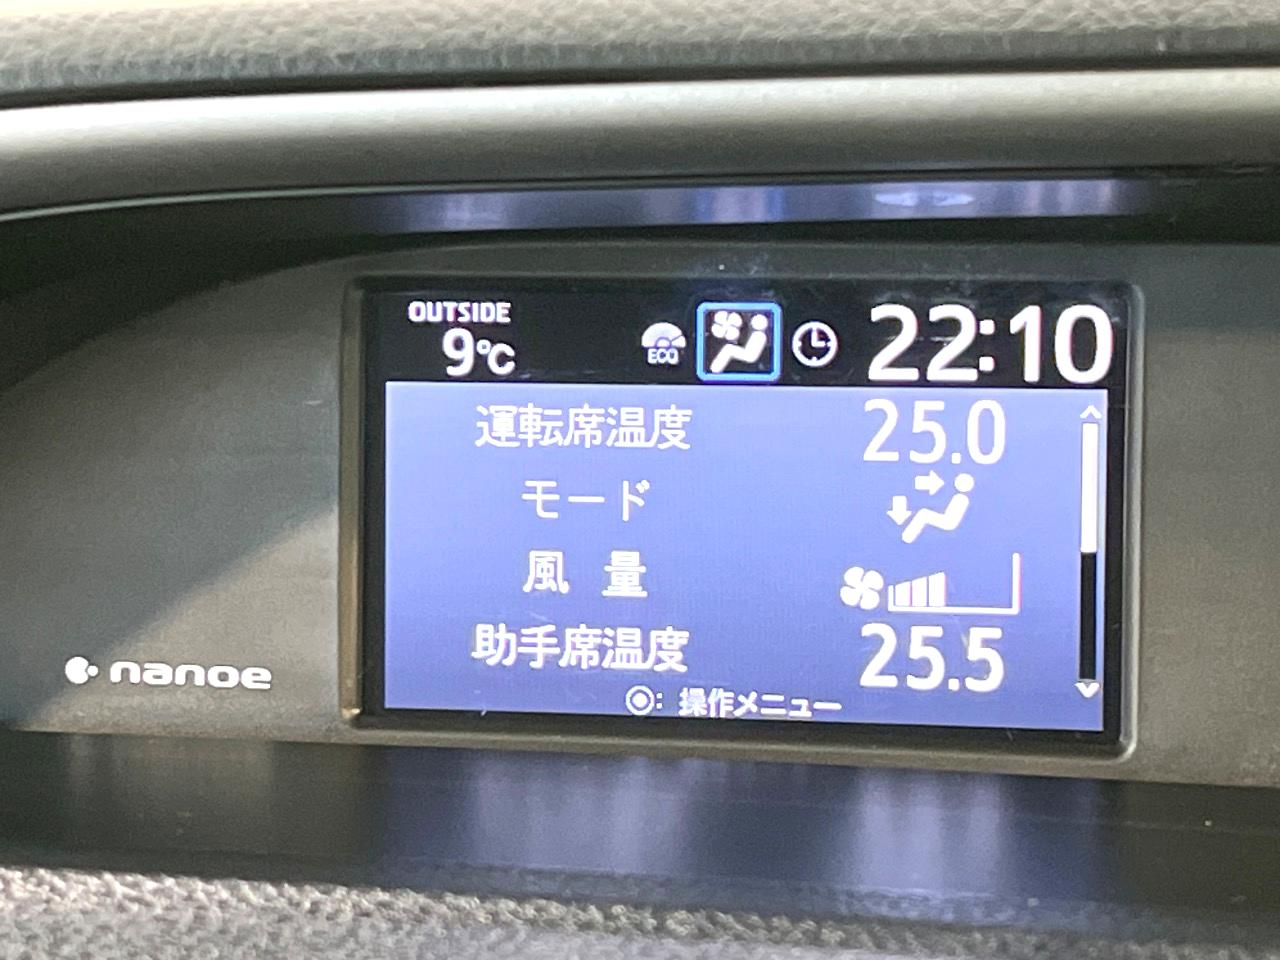 OUTSIDE
9℃
ECO
22:10
運転席温度 25.0
モード
風 量
助手席温度 25.5
◎: 操作メニュー
nanoe